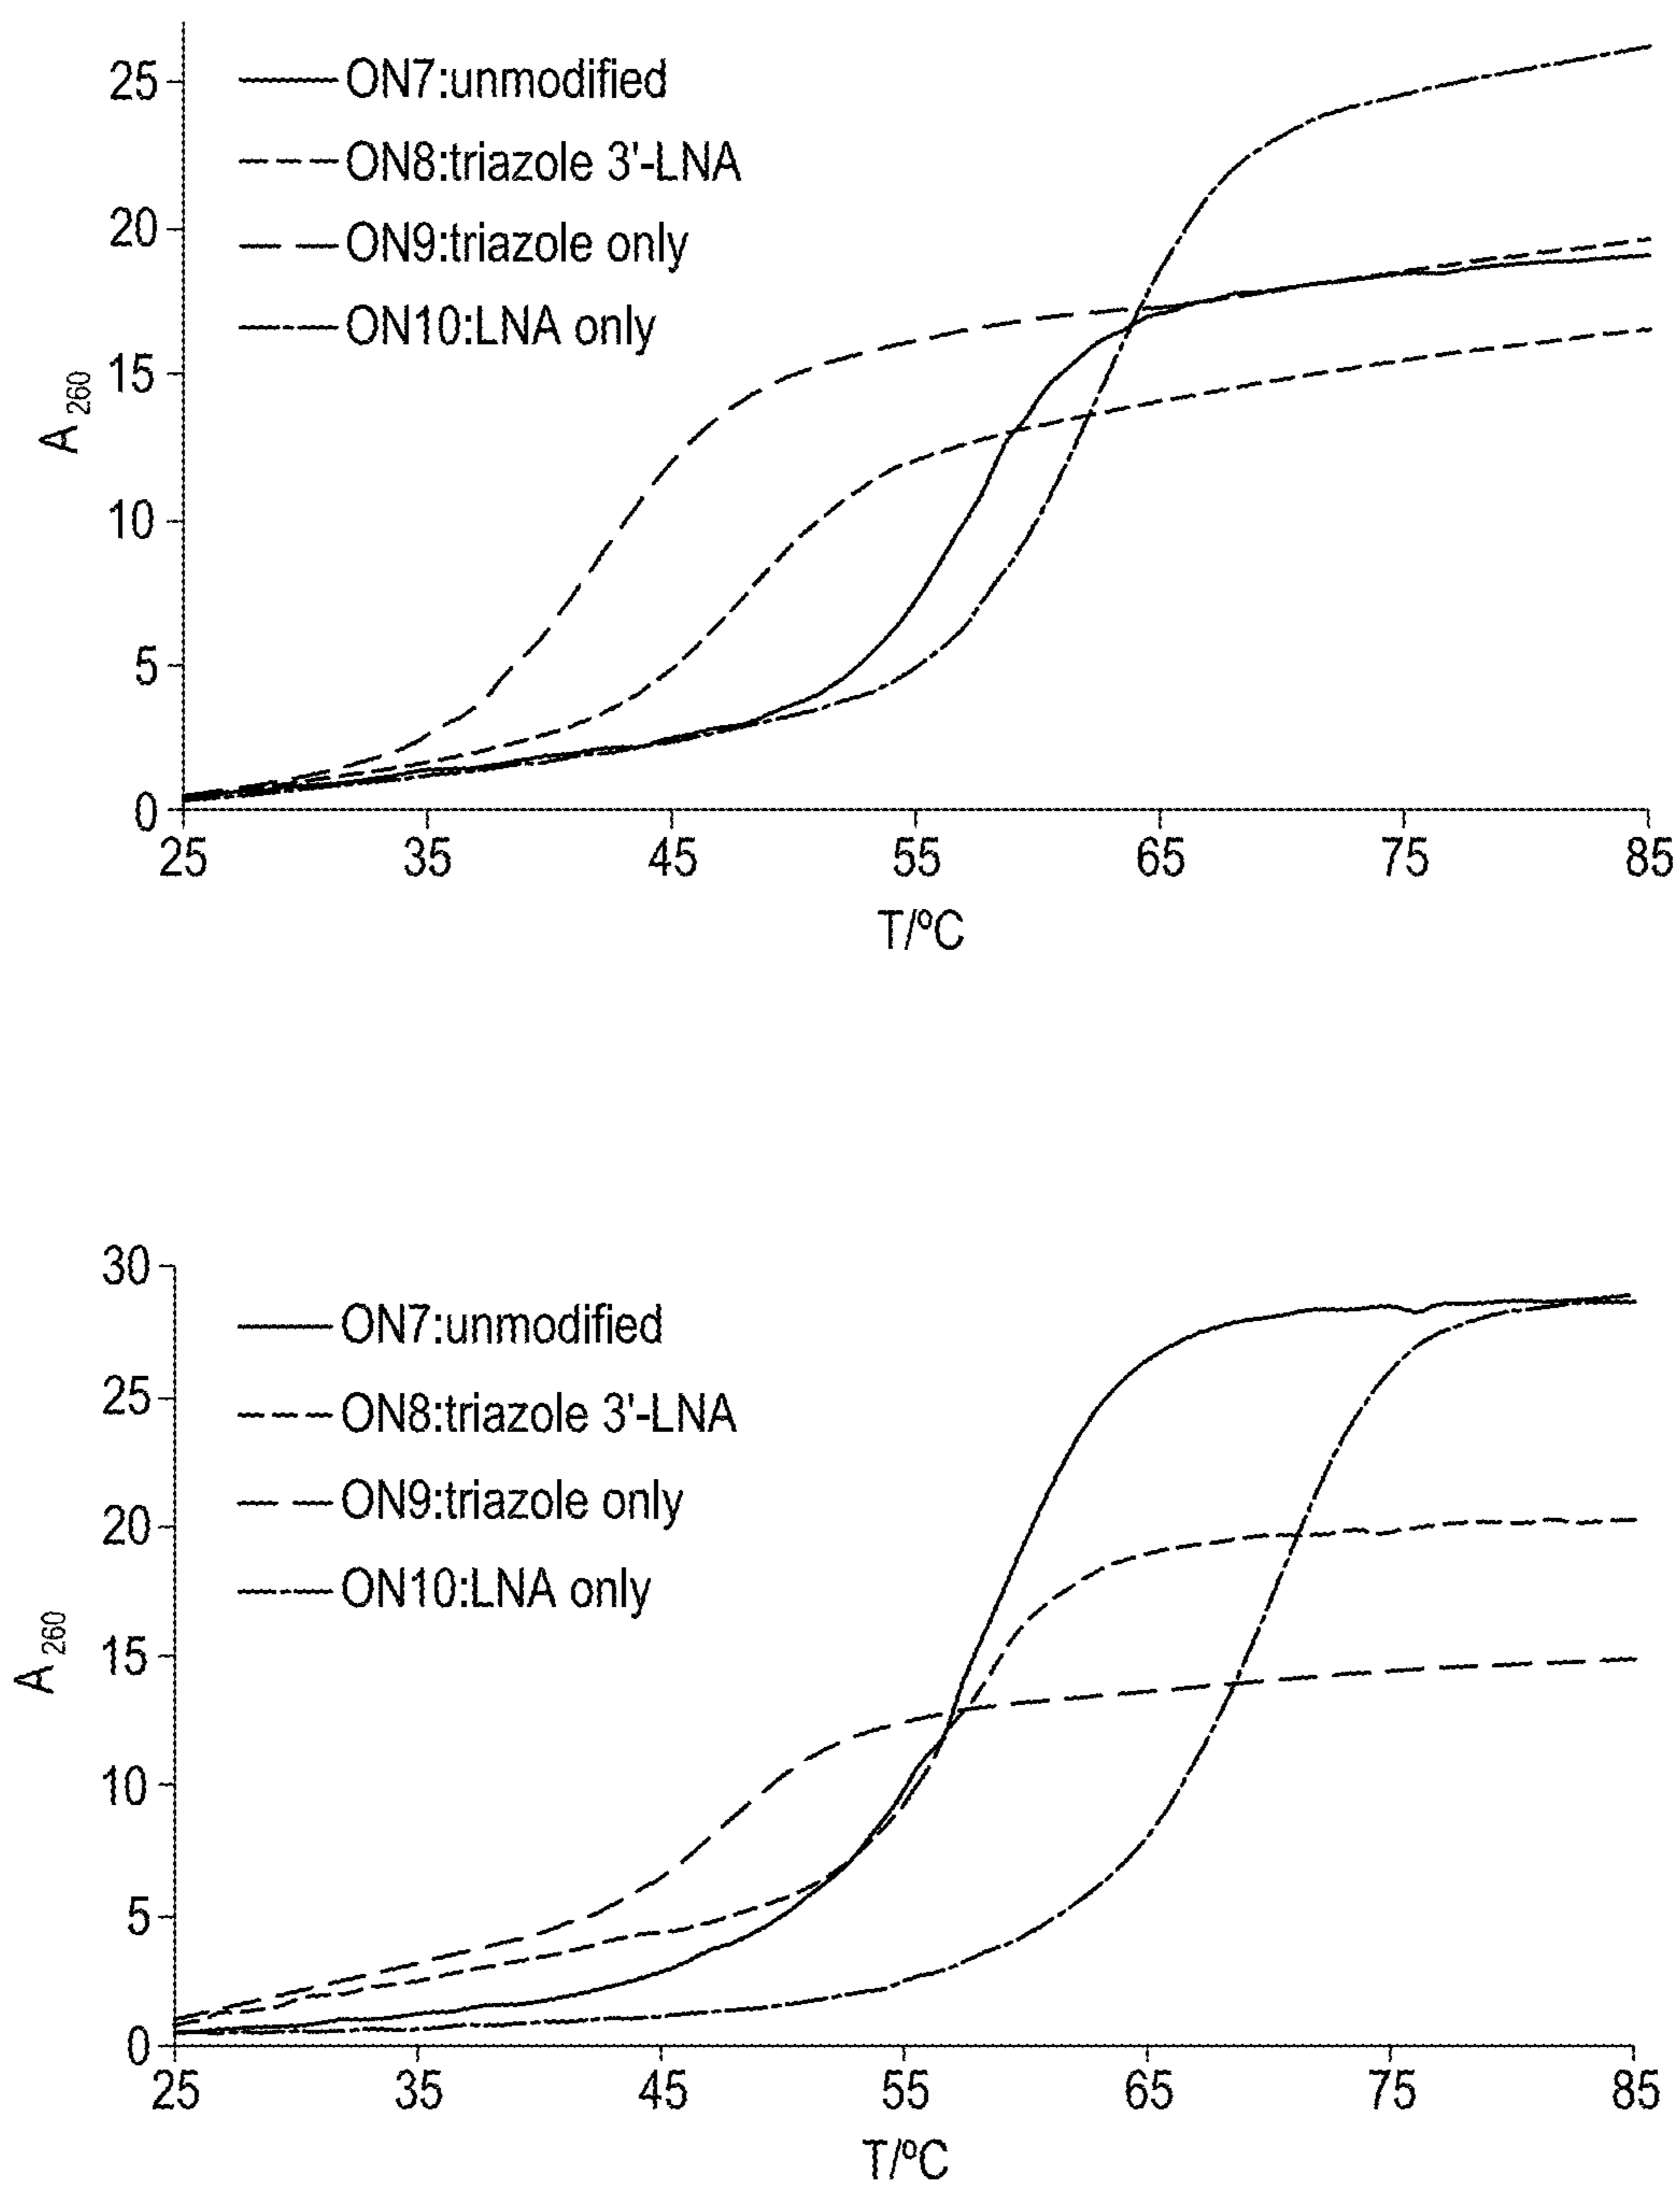 25
20
15
10
5
0
A260
ON7:unmodified
ON8:triazole 3'-LNA
ON9:triazole only
ON10:LNA only
25 35 45 55 65 75 85
T/ºC
30
25
20
15
10
5
0
A260
ON7:unmodified
ON8:triazole 3'-LNA
ON9:triazole only
ON10:LNA only
25 35 45 55 65 75 85
T/ºC